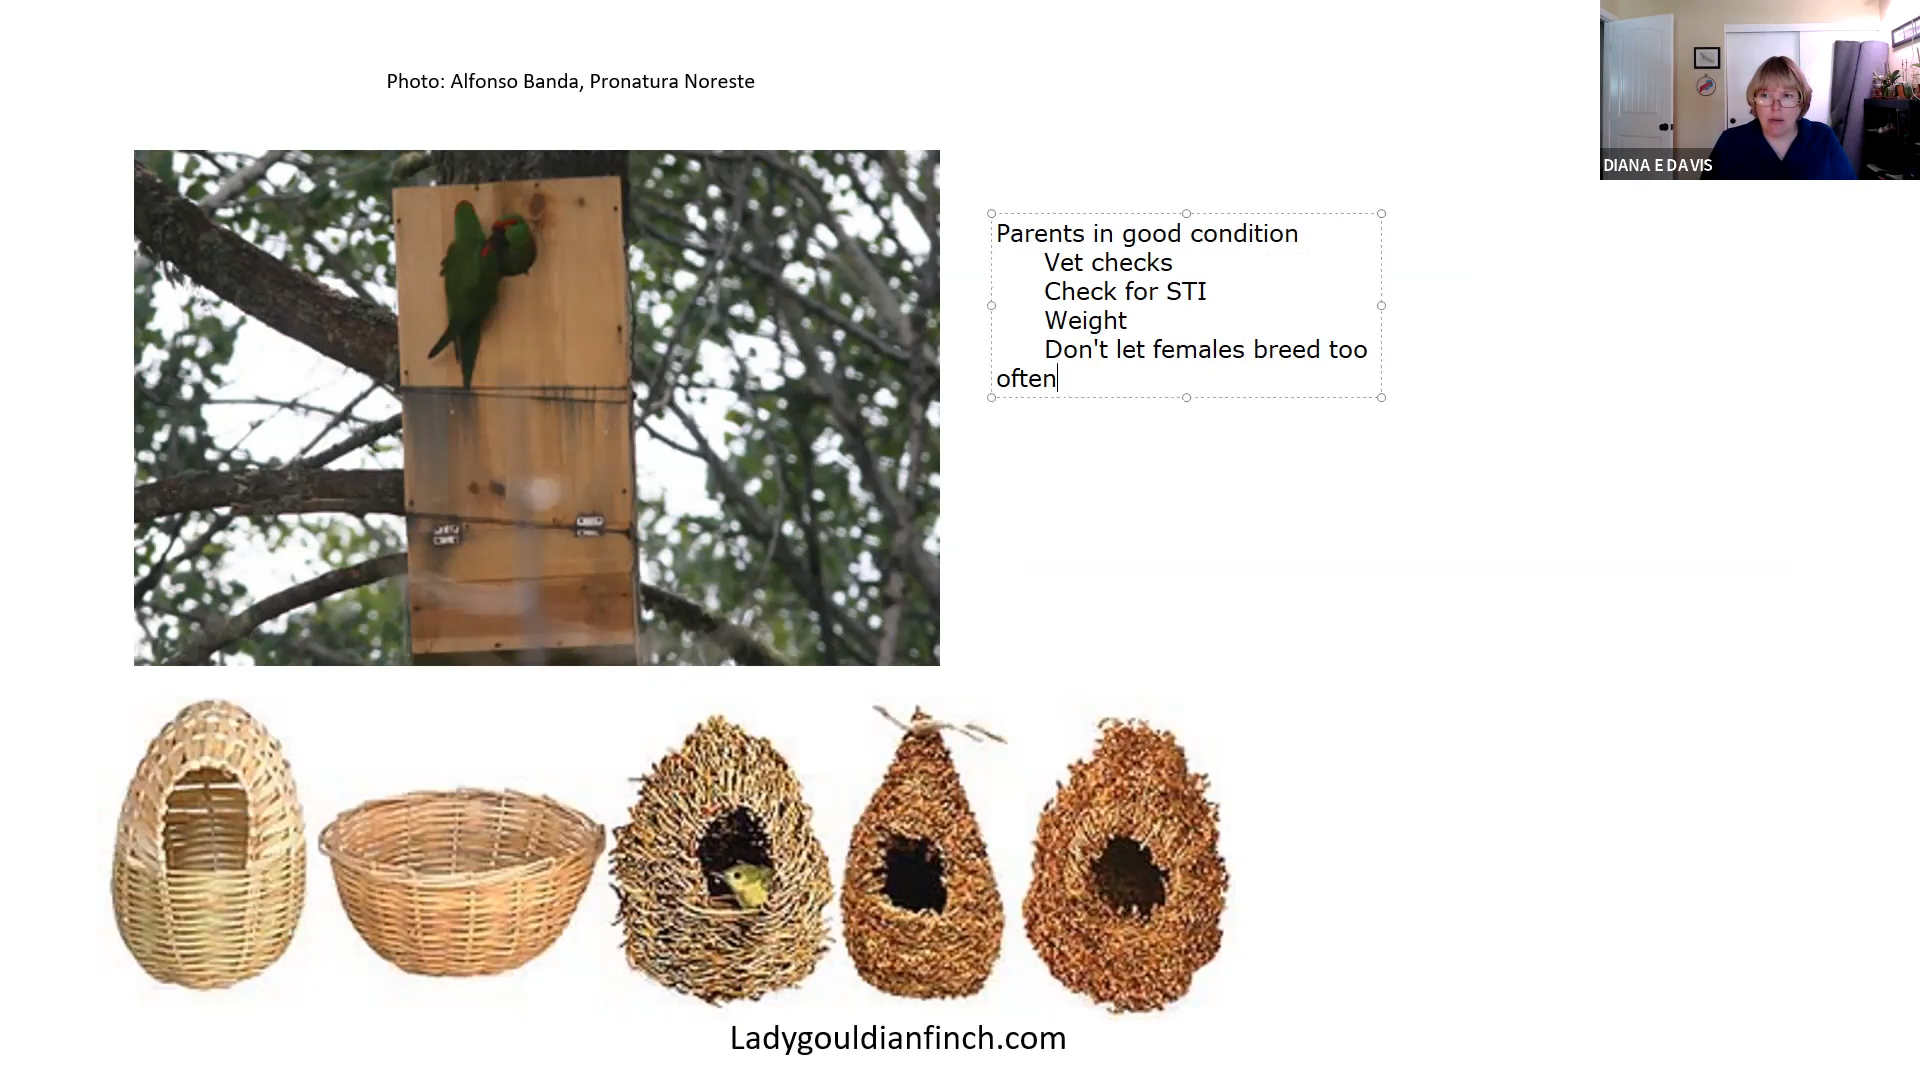 Photo: Alfonso Banda, Pronatura Noreste
DIANA E DAVIS
Parents in good condition
Vet checks
Check for STI
Weight
Don't let females breed too
often
Ladygouldianfinch.com